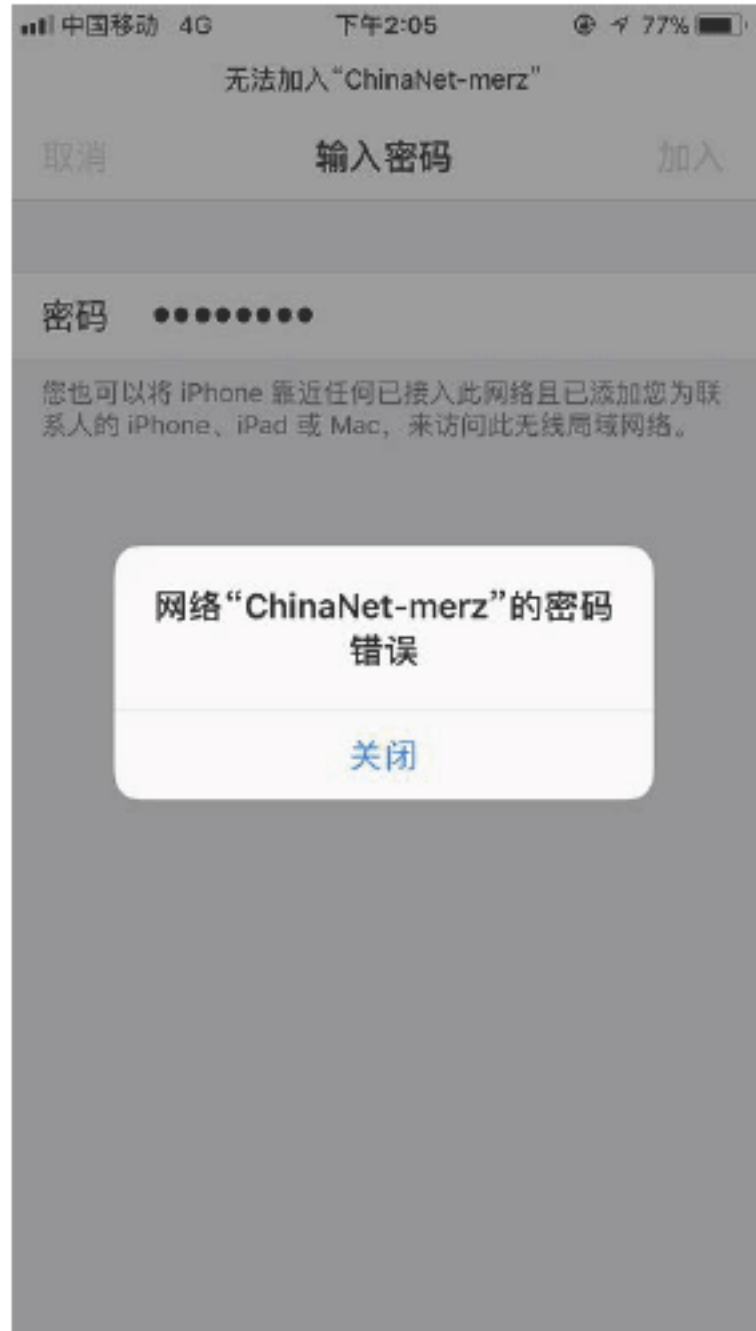 中国移动 4G 下午2:05 77%
无法加入“ChinaNet-merz”
取消 输入密码 加入
密码 ••••••••
您也可以将 iPhone 靠近任何已接入此网络且已添加您为联
系人的 iPhone、iPad 或 Mac，来访问此无线局域网络。
网络“ChinaNet-merz”的密码
错误
关闭